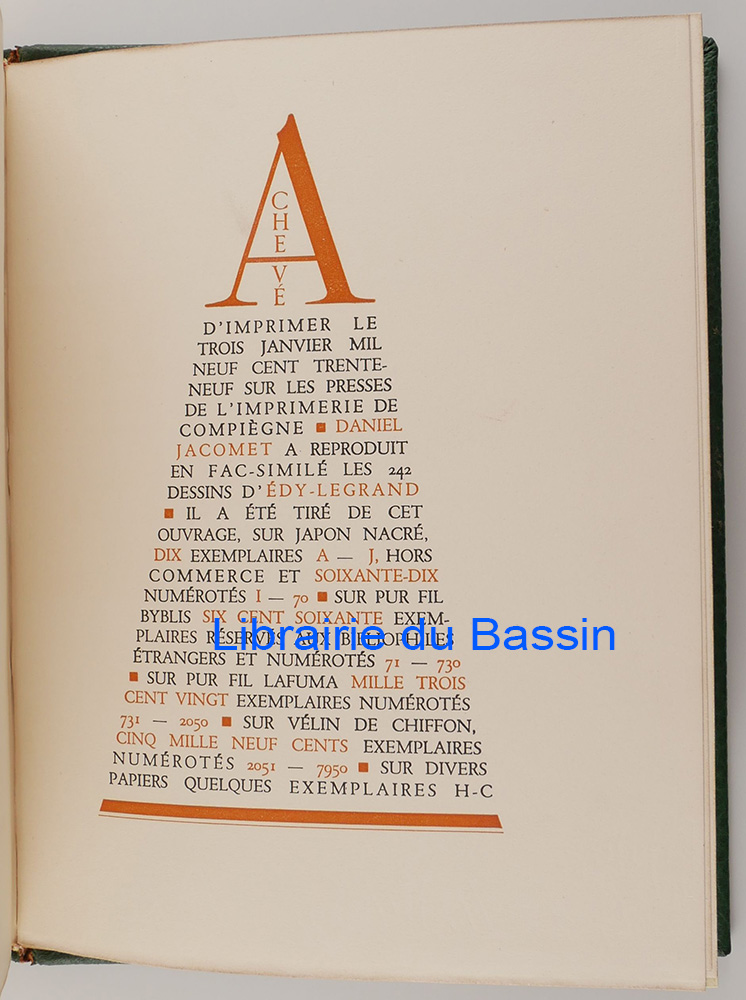 ACHEVÉ
D'IMPRIMER LE
TROIS JANVIER MIL
NEUF CENT TRENTE-
NEUF SUR LES PRESSES
DE L'IMPRIMERIE DE
COMPIÈGNE ■ DANIEL
JACOMET A REPRODUIT
EN FAC-SIMILÉ LES 242
DESSINS D'ÉDY-LEGRAND
■ IL A ÉTÉ TIRÉ DE CET
OUVRAGE, SUR JAPON NACRÉ,
DIX EXEMPLAIRES A — J, HORS
COMMERCE ET SOIXANTE-DIX
NUMÉROTÉS I — 70 ■ SUR PUR FIL
BYBLIS SIX CENT SOIXANTE EXEM-
PLAIRES RÉSERVÉS AUX BIBLIOPHILES
Librairie du Bassin
ÉTRANGERS ET NUMÉROTÉS 71 — 730
■ SUR PUR FIL LAFUMA MILLE TROIS
CENT VINGT EXEMPLAIRES NUMÉROTÉS
731 — 2050 ■ SUR VÉLIN DE CHIFFON,
CINQ MILLE NEUF CENTS EXEMPLAIRES
NUMÉROTÉS 2051 — 7950 ■ SUR DIVERS
PAPIERS QUELQUES EXEMPLAIRES H-C